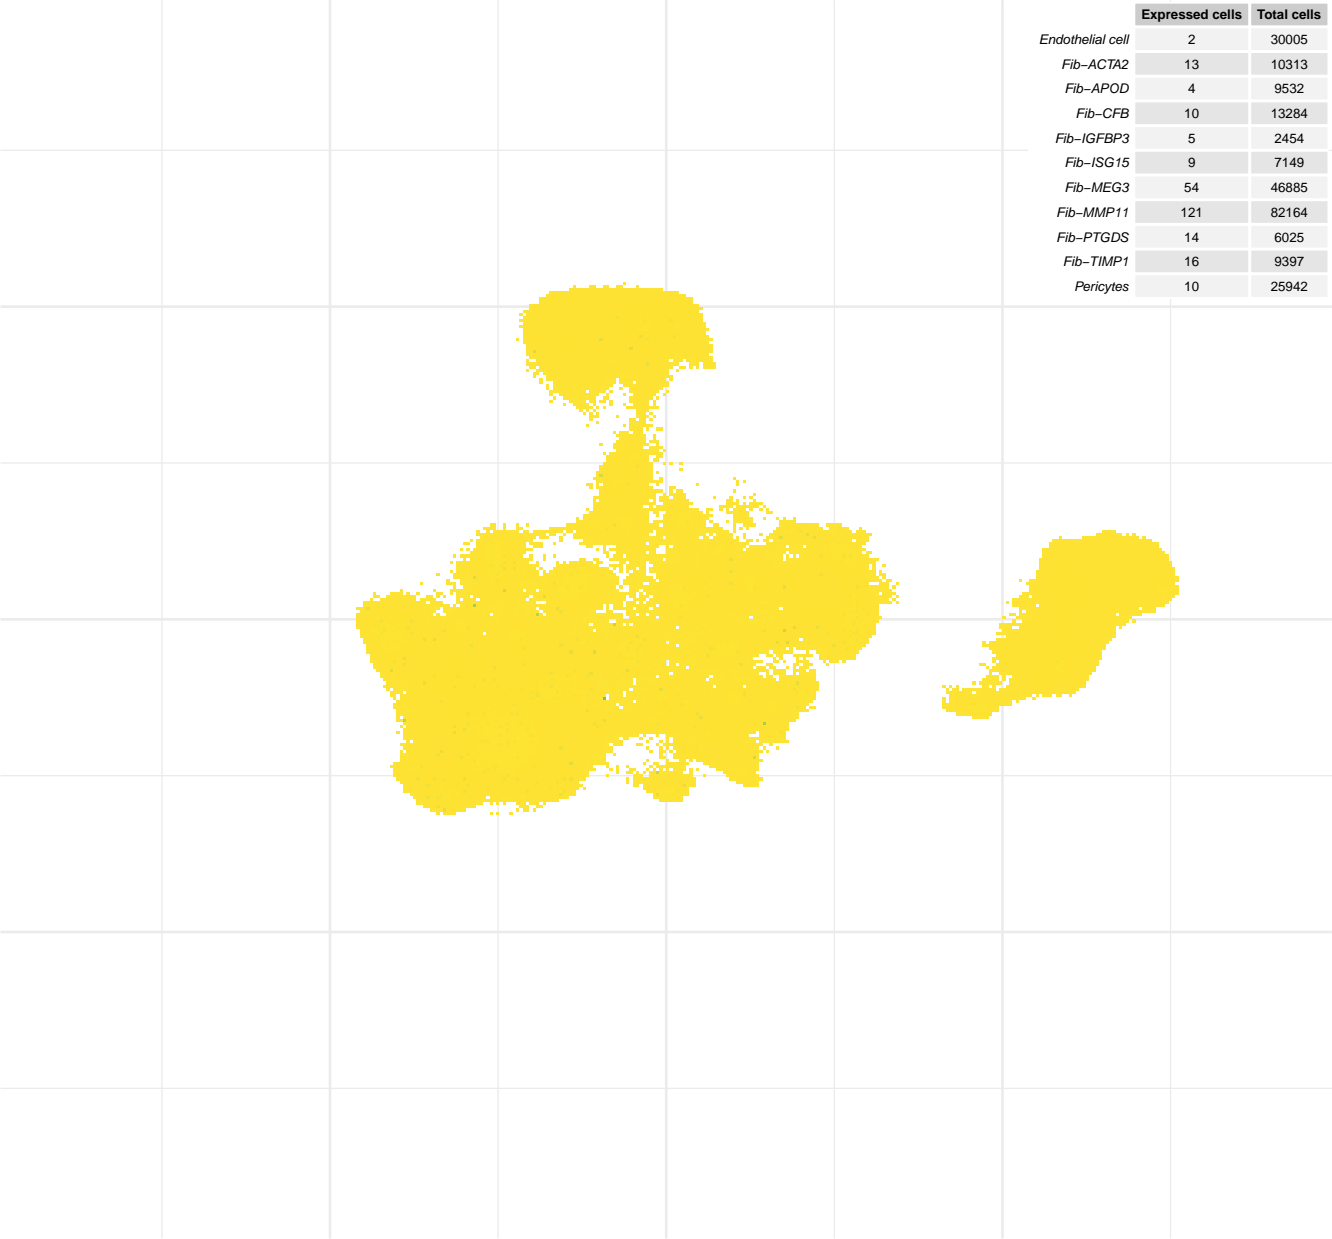 Expressed cells Total cells
Endothelial cell 2 30005
Fib−ACTA2 13 10313
Fib−APOD 4 9532
Fib−CFB 10 13284
Fib−IGFBP3 5 2454
Fib−ISG15 9 7149
Fib−MEG3 54 46885
Fib−MMP11 121 82164
Fib−PTGDS 14 6025
Fib−TIMP1 16 9397
Pericytes 10 25942